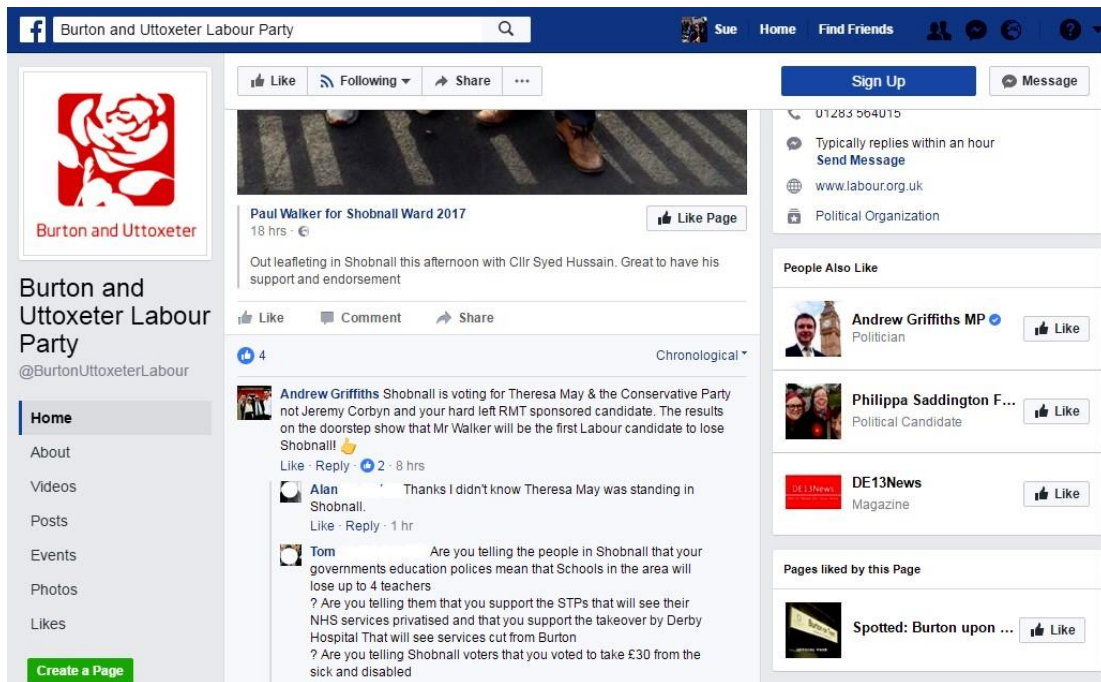 Burton and Uttoxeter Labour Party
Sue
Home
Find Friends
Burton and Uttoxeter
Burton and
Uttoxeter Labour
Party
@BurtonUttoxeterLabour
Home
About
Videos
Posts
Events
Photos
Likes
Create a Page
Like
Following
Share
Sign Up
Message
Paul Walker for Shobnall Ward 2017
18 hrs ·
Like Page
Out leafleting in Shobnall this afternoon with Cllr Syed Hussain. Great to have his
support and endorsement
Like Comment Share
4
Chronological
Andrew Griffiths Shobnall is voting for Theresa May & the Conservative Party
not Jeremy Corbyn and your hard left RMT sponsored candidate. The results
on the doorstep show that Mr Walker will be the first Labour candidate to lose
Shobnall!
Like · Reply · 2 · 8 hrs
Alan Thanks I didn't know Theresa May was standing in
Shobnall.
Like · Reply · 1 hr
Tom Are you telling the people in Shobnall that your
governments education polices mean that Schools in the area will
lose up to 4 teachers
? Are you telling them that you support the STPs that will see their
NHS services privatised and that you support the takeover by Derby
Hospital That will see services cut from Burton
? Are you telling Shobnall voters that you voted to take £30 from the
sick and disabled
01283 564015
Typically replies within an hour
Send Message
www.labour.org.uk
Political Organization
People Also Like
Andrew Griffiths MP
Politician
Like
Philippa Saddington F...
Political Candidate
Like
DE13News
DE13News
Magazine
Like
Pages liked by this Page
Spotted: Burton upon ...
Like